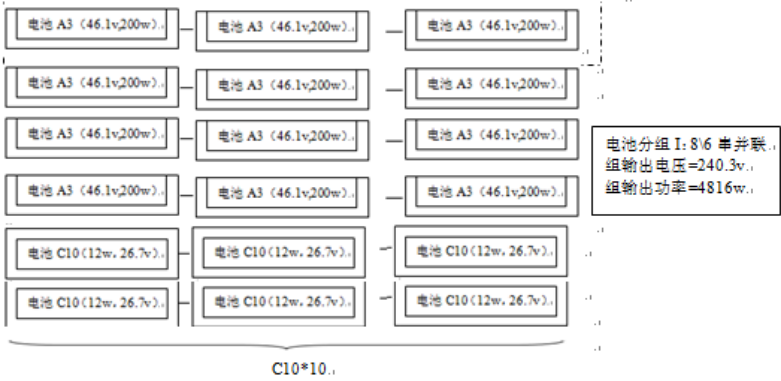 电池 A3（46.1v,200w） 电池 A3（46.1v,200w） 电池 A3（46.1v,200w）
电池 A3（46.1v,200w） 电池 A3（46.1v,200w） 电池 A3（46.1v,200w）
电池 A3（46.1v,200w） 电池 A3（46.1v,200w） 电池 A3（46.1v,200w）
电池 A3（46.1v,200w） 电池 A3（46.1v,200w） 电池 A3（46.1v,200w）
电池 C10（12w，26.7v） 电池 C10（12w，26.7v） 电池 C10（12w，26.7v）
电池 C10（12w，26.7v） 电池 C10（12w，26.7v） 电池 C10（12w，26.7v）
C10*10
电池分组 I：8\6 串并联
组输出电压=240.3v
组输出功率=4816w